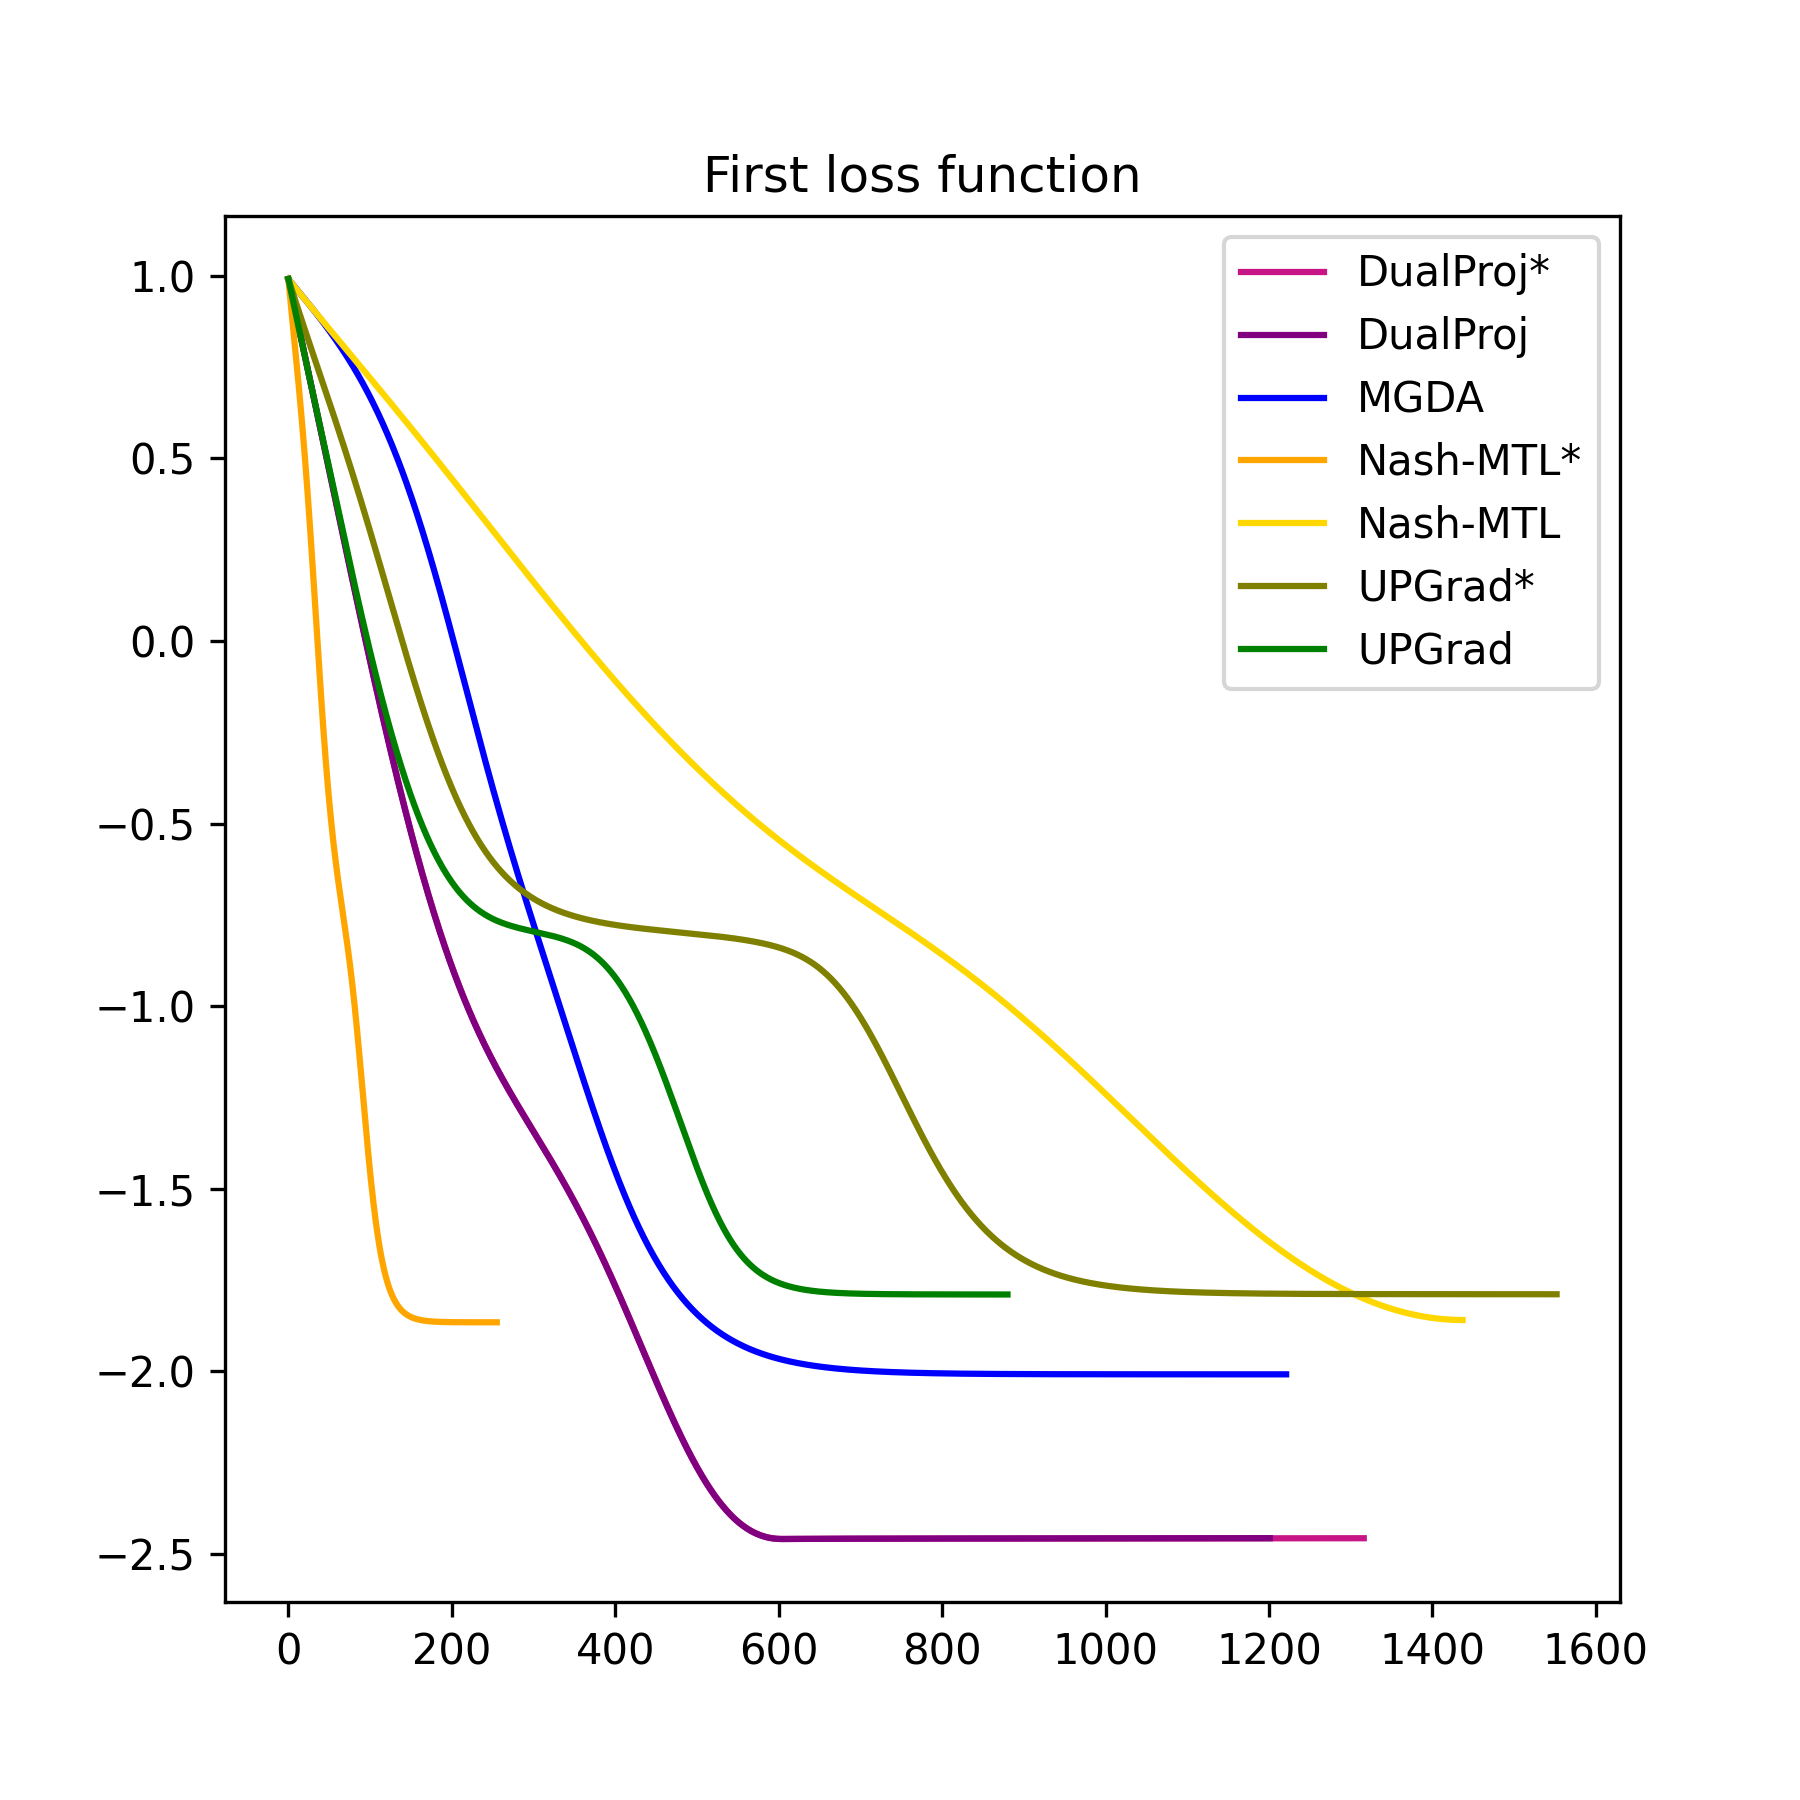 First loss function
DualProj*
DualProj
MGDA
Nash-MTL*
Nash-MTL
UPGrad*
UPGrad
1.0
0.5
0.0
−0.5
−1.0
−1.5
−2.0
−2.5
0 200 400 600 800 1000 1200 1400 1600